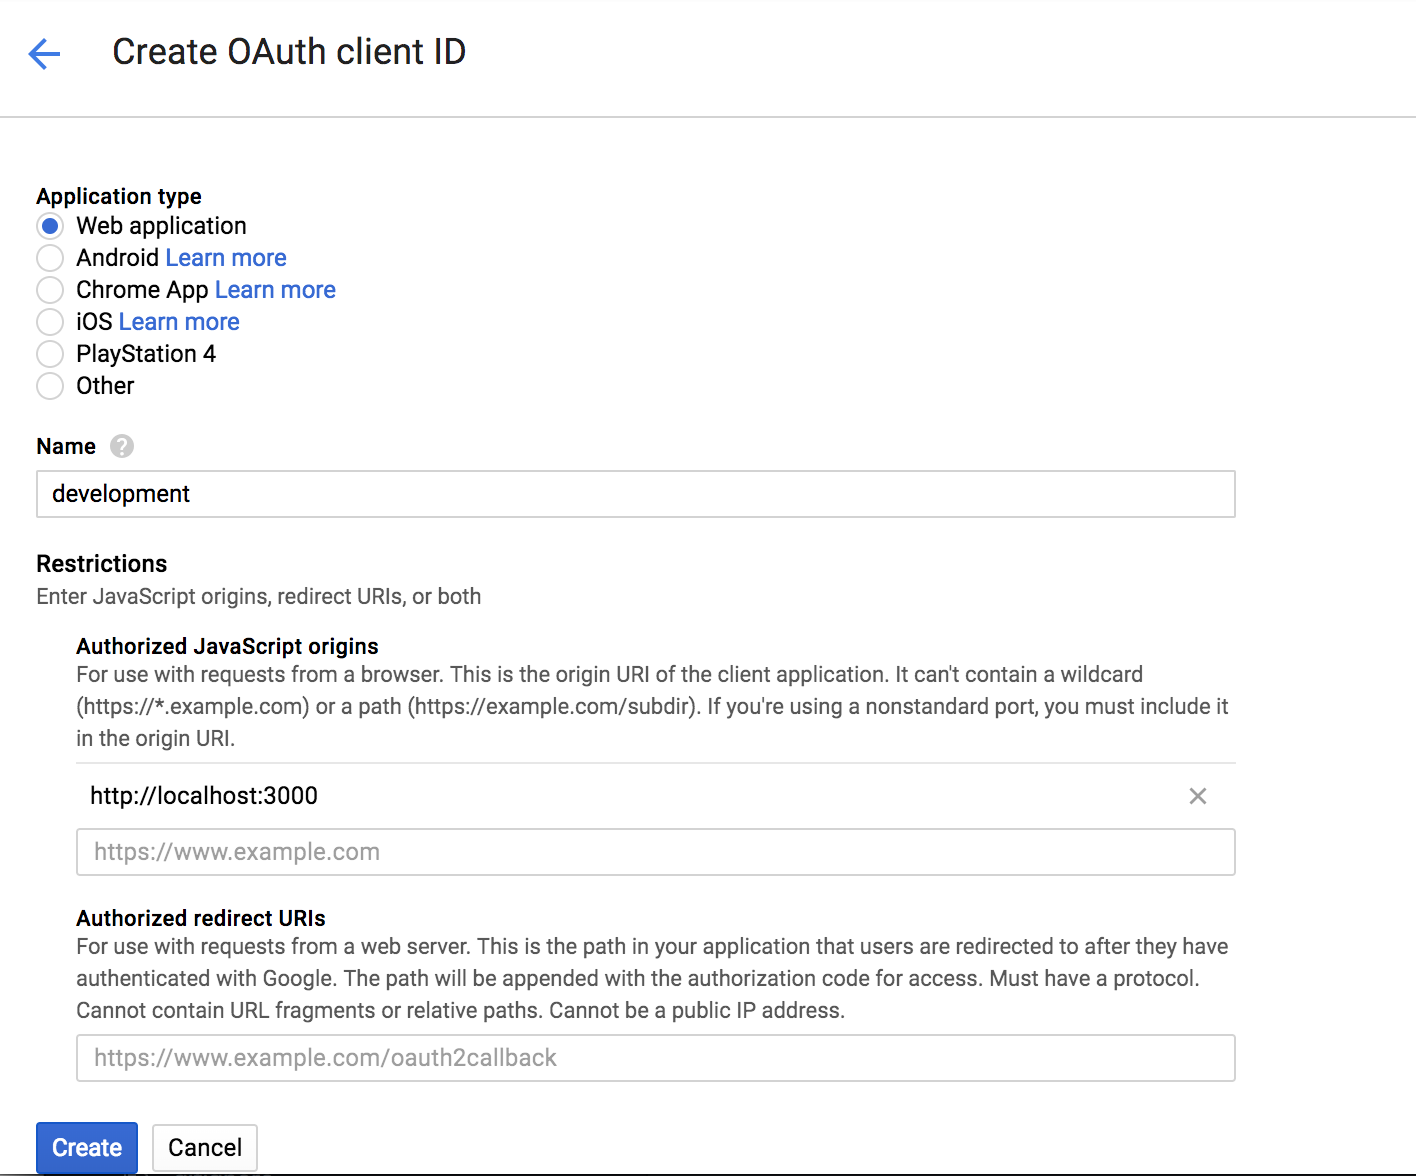 Create OAuth client ID
Application type
Web application
Android Learn more
Chrome App Learn more
iOS Learn more
PlayStation 4
Other
Name ?
development
Restrictions
Enter JavaScript origins, redirect URIs, or both
Authorized JavaScript origins
For use with requests from a browser. This is the origin URI of the client application. It can't contain a wildcard
(https://*.example.com) or a path (https://example.com/subdir). If you're using a nonstandard port, you must include it
in the origin URI.
http://localhost:3000
https://www.example.com
Authorized redirect URIs
For use with requests from a web server. This is the path in your application that users are redirected to after they have
authenticated with Google. The path will be appended with the authorization code for access. Must have a protocol.
Cannot contain URL fragments or relative paths. Cannot be a public IP address.
https://www.example.com/oauth2callback
Create Cancel